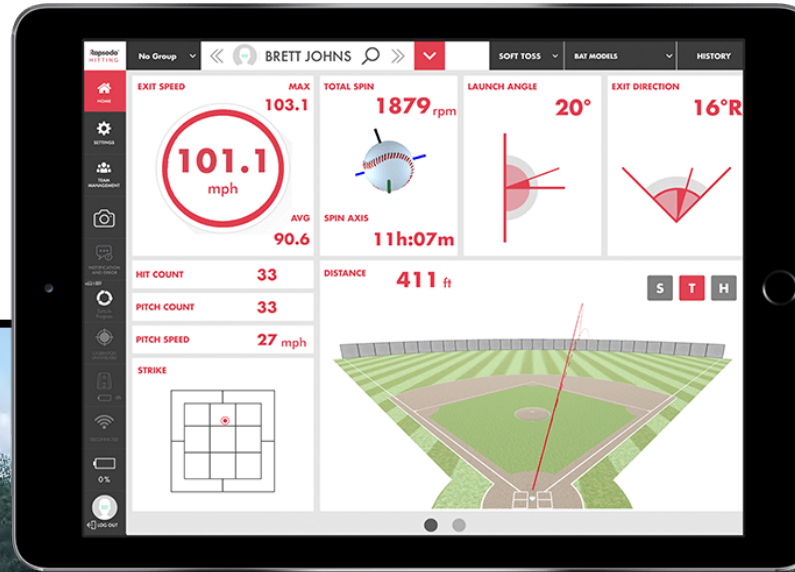 Rapsodo
HITTING
No Group
BRETT JOHNS
SOFT TOSS
BAT MODELS
HISTORY
HOME
SETTINGS
TEAM
MANAGEMENT
LOG OUT
0%
EXIT SPEED
MAX
103.1
101.1
mph
AVG
90.6
TOTAL SPIN
1879 rpm
SPIN AXIS
11h:07m
LAUNCH ANGLE
20°
EXIT DIRECTION
16°R
HIT COUNT 33
PITCH COUNT 33
PITCH SPEED 27 mph
STRIKE
DISTANCE 411 ft
S T H